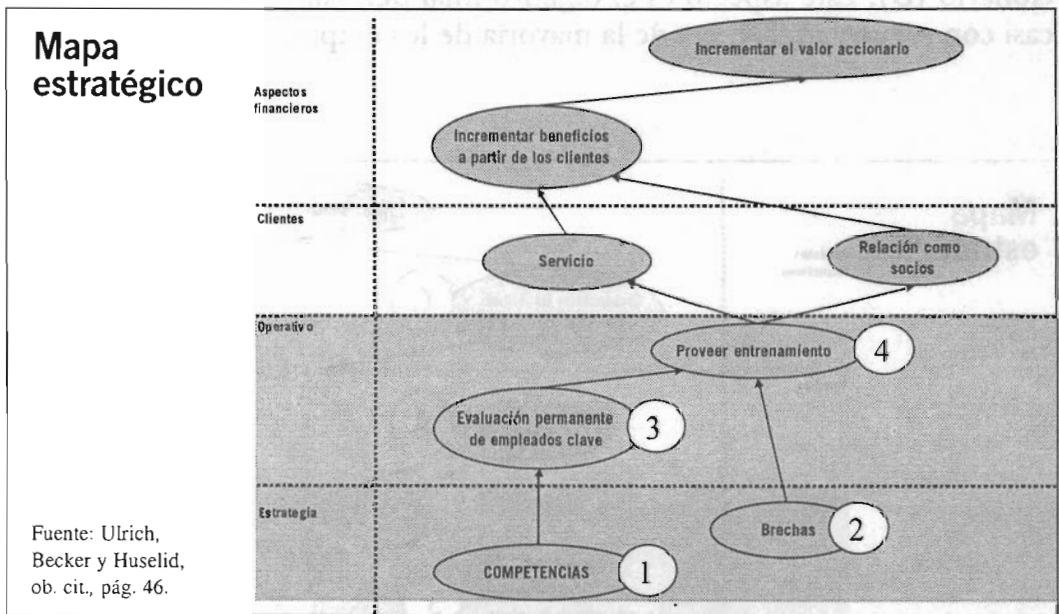 Mapa
estratégico
Aspectos
financieros
Incrementar el valor accionario
Incrementar beneficios
a partir de los clientes
Clientes
Servicio
Relación como
socios
Operativo
Proveer entrenamiento
4
Evaluación permanente
de empleados clave
3
Estrategia
Brechas
2
COMPETENCIAS
1
Fuente: Ulrich,
Becker y Huselid,
ob. cit., pág. 46.